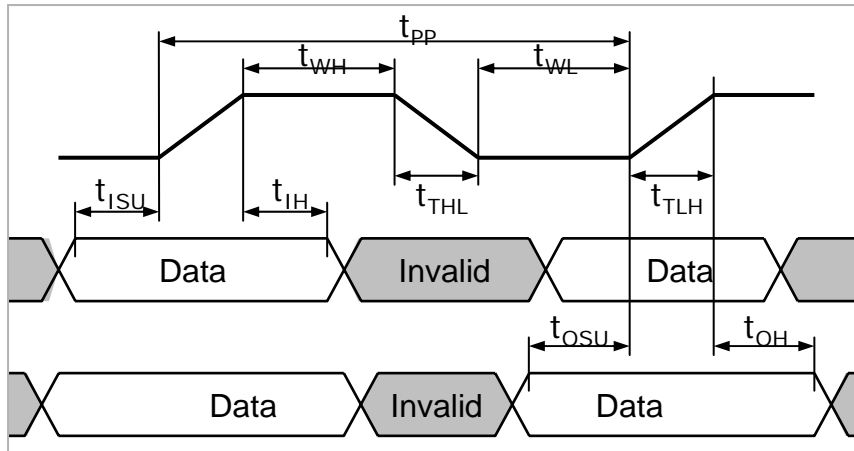 tPP
tWH tWL
tISU tIH tTHL tTLH
Data Invalid Data
tOSU tOH
Data Invalid Data